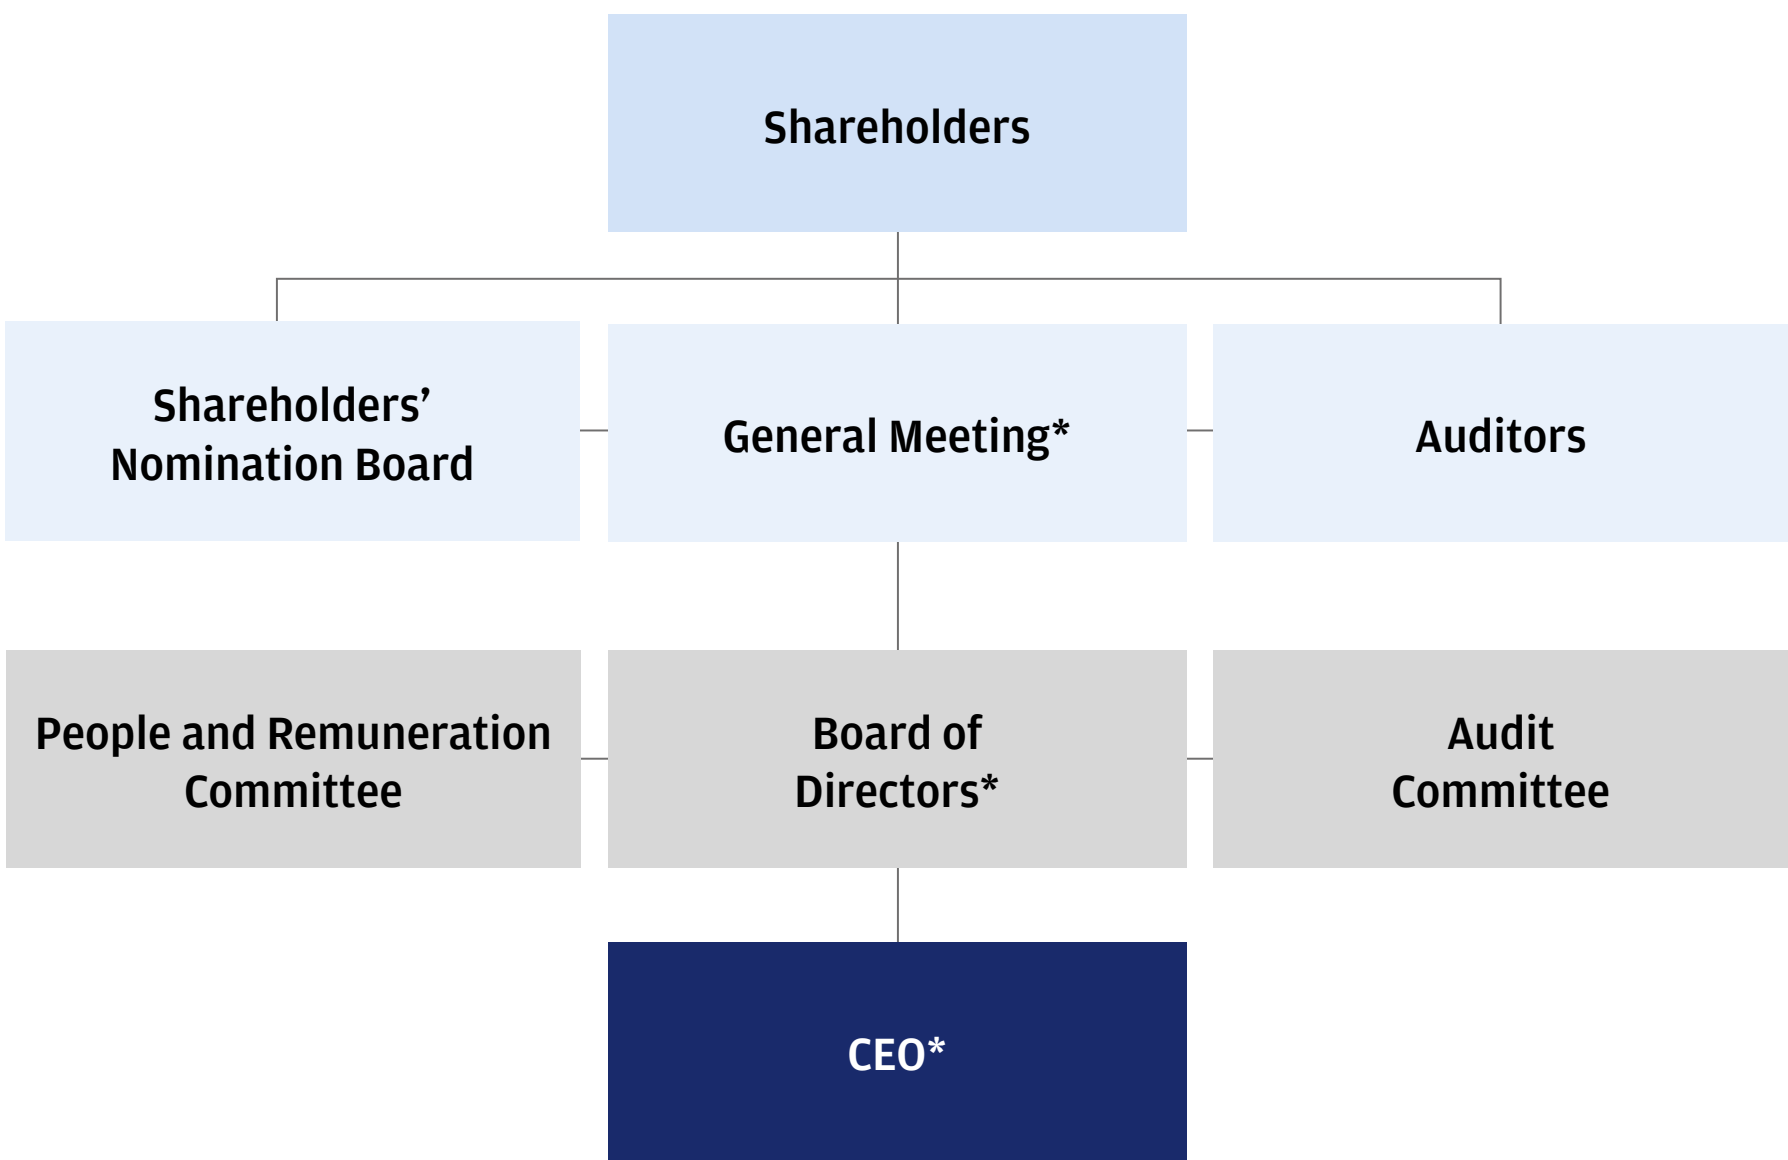 Shareholders
Shareholders’
Nomination Board
General Meeting*
Auditors
People and Remuneration
Committee
Board of
Directors*
Audit
Committee
CEO*